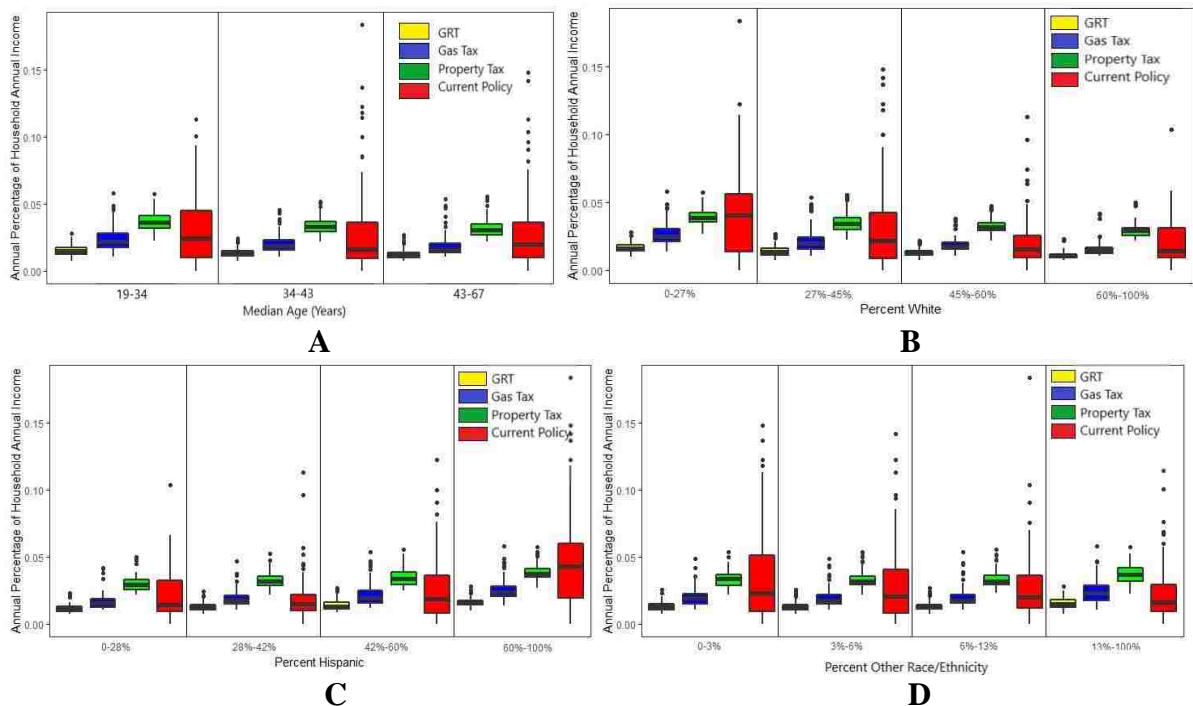 Annual Percentage of Household Annual Income
0.15
0.10
0.05
0.00
GRT
Gas Tax
Property Tax
Current Policy
19-34
34-43
43-67
Median Age (Years)
A
Annual Percentage of Household Annual Income
0.15
0.10
0.05
0.00
GRT
Gas Tax
Property Tax
Current Policy
0-27%
27%-45%
45%-60%
60%-100%
Percent White
B
Annual Percentage of Household Annual Income
0.15
0.10
0.05
0.00
GRT
Gas Tax
Property Tax
Current Policy
0-28%
28%-42%
42%-60%
60%-100%
Percent Hispanic
C
Annual Percentage of Household Annual Income
0.15
0.10
0.05
0.00
GRT
Gas Tax
Property Tax
Current Policy
0-3%
3%-6%
6%-13%
13%-100%
Percent Other Race/Ethnicity
D